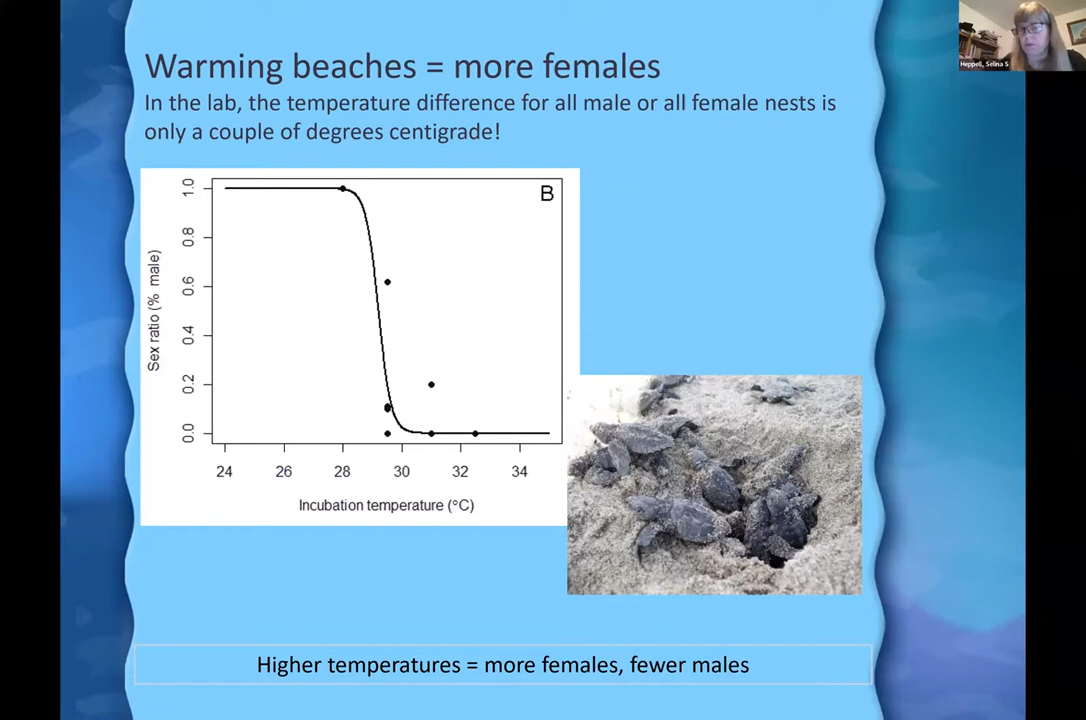 Heppell, Selina S
Warming beaches = more females
In the lab, the temperature difference for all male or all female nests is
only a couple of degrees centigrade!
B
Sex ratio (% male)
1.0
0.8
0.6
0.4
0.2
0.0
24 26 28 30 32 34
Incubation temperature (°C)
Higher temperatures = more females, fewer males